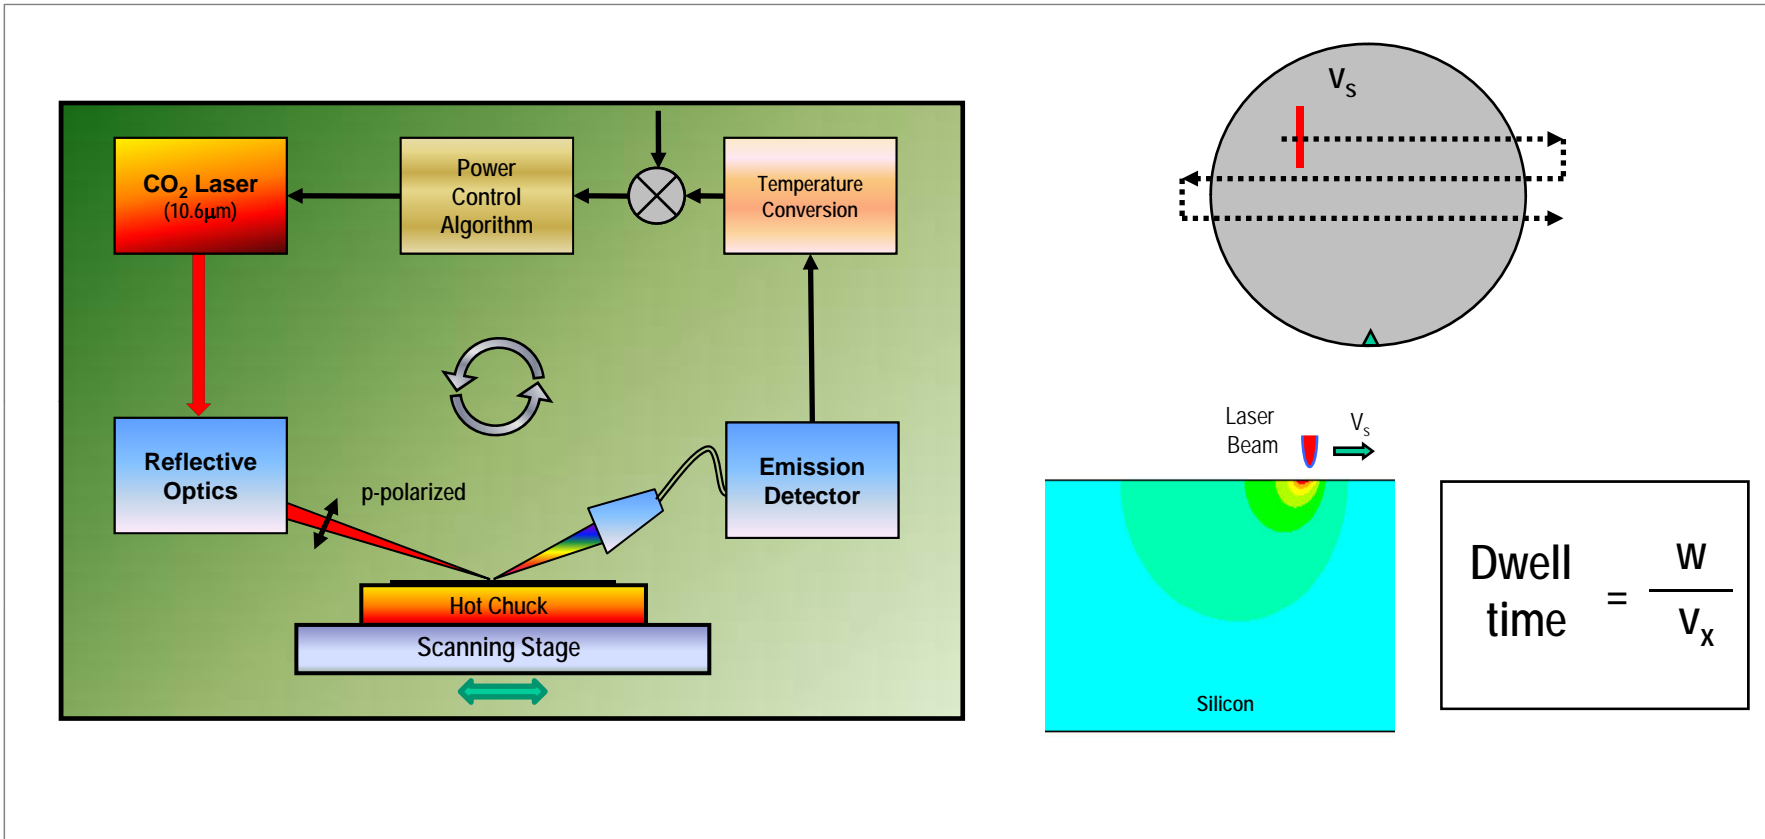 CO₂ Laser
(10.6μm)
Power
Control
Algorithm
Temperature
Conversion
Reflective
Optics
p-polarized
Emission
Detector
Hot Chuck
Scanning Stage
Vₛ
Laser
Beam
Vₛ
Silicon
Dwell
time
=
w
vₓ